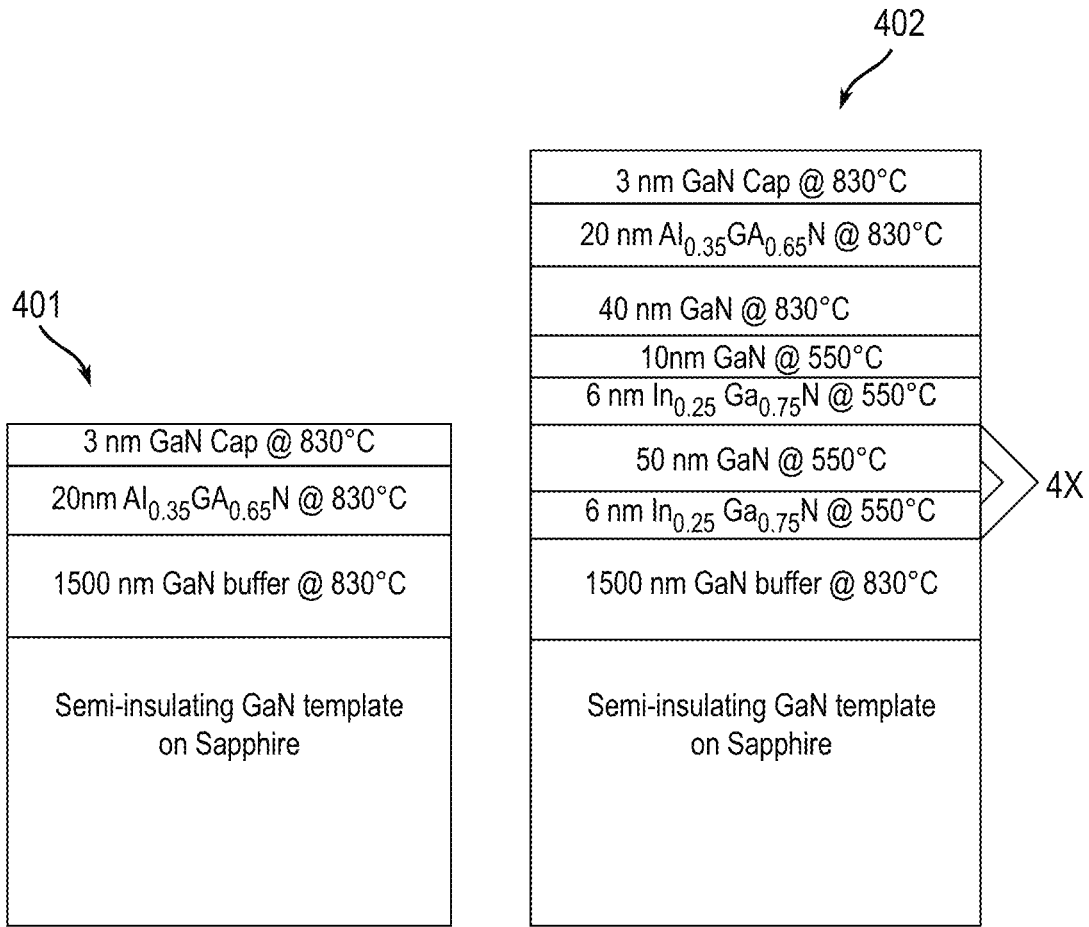 401
3 nm GaN Cap @ 830°C
20nm Al0.35GA0.65N @ 830°C
1500 nm GaN buffer @ 830°C
Semi-insulating GaN template
on Sapphire
402
3 nm GaN Cap @ 830°C
20 nm Al0.35GA0.65N @ 830°C
40 nm GaN @ 830°C
10nm GaN @ 550°C
6 nm In0.25 Ga0.75N @ 550°C
50 nm GaN @ 550°C
6 nm In0.25 Ga0.75N @ 550°C
4X
1500 nm GaN buffer @ 830°C
Semi-insulating GaN template
on Sapphire